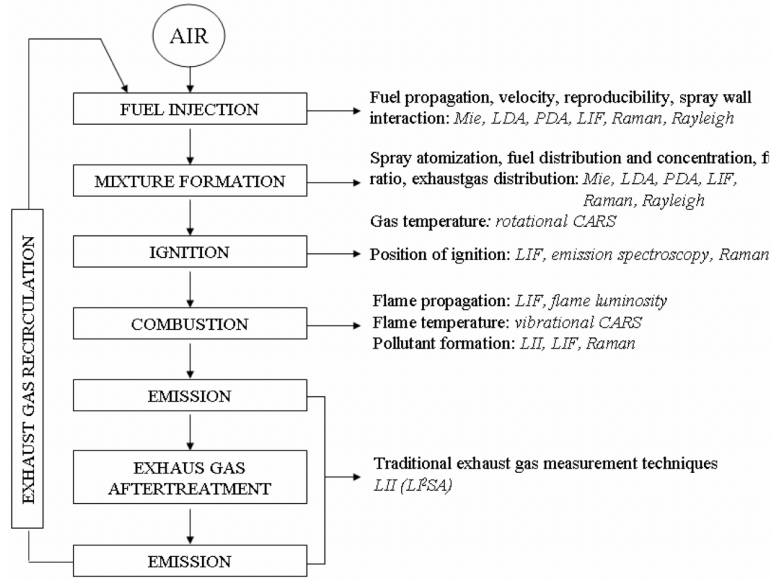 AIR
FUEL INJECTION
Fuel propagation, velocity, reproducibility, spray wall
interaction: Mie, LDA, PDA, LIF, Raman, Rayleigh
MIXTURE FORMATION
Spray atomization, fuel distribution and concentration, f
ratio, exhaustgas distribution: Mie, LDA, PDA, LIF,
Raman, Rayleigh
Gas temperature: rotational CARS
IGNITION
Position of ignition: LIF, emission spectroscopy, Raman
COMBUSTION
Flame propagation: LIF, flame luminosity
Flame temperature: vibrational CARS
Pollutant formation: LII, LIF, Raman
EMISSION
EXHAUS GAS
AFTERTREATMENT
Traditional exhaust gas measurement techniques
LII (LI²SA)
EMISSION
EXHAUST GAS RECIRCULATION